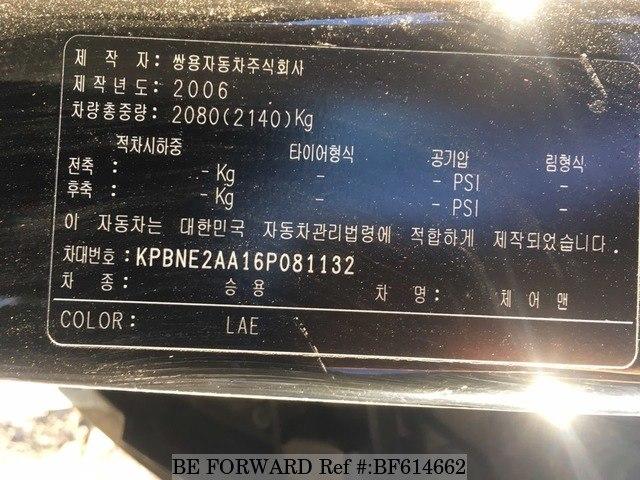 제 작 자 : 쌍용자동차주식회사
제 작 년 도 : 2006
차량총중량: 2080(2140)Kg
적차시하중 타이어형식 공기압 림형식
전축 : - Kg - - PSI -
후축 : - Kg - - PSI -
이 자동차는 대한민국 자동차관리법령에 적합하게 제작되었습니다.
차대번호 : KPBNE2AA16P081132
차 종 : 승 용 차 명 : 체 어 맨
COLOR : LAE
BE FORWARD Ref #:BF614662